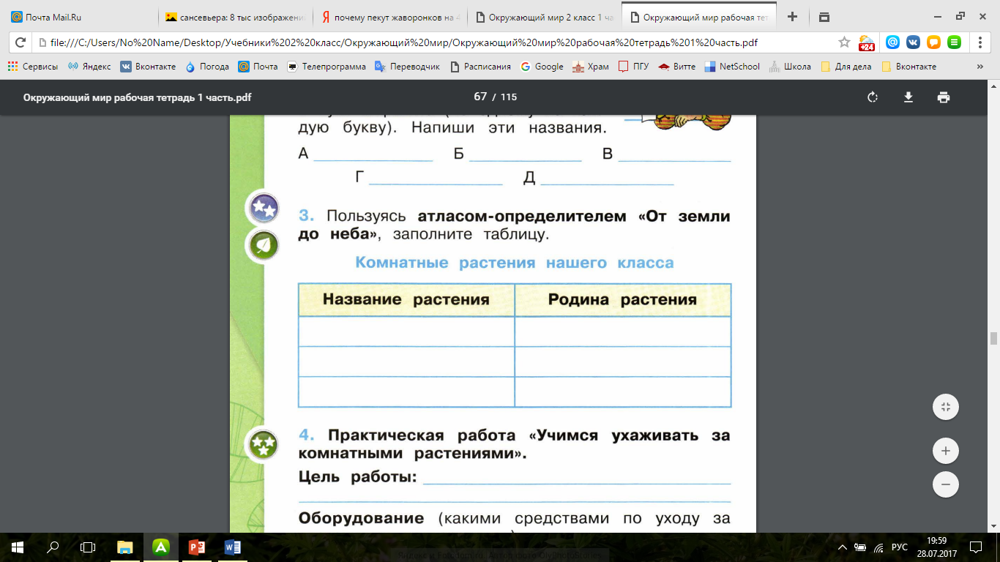 Почта Mail.Ru
сансевьера: 8 тыс изображени
почему пекут жаворонков на 4
Окружающий мир 2 класс 1 ча
Окружающий мир рабочая тет
file:///C:/Users/No%20Name/Desktop/Учебники%202%20класс/Окружающий%20мир/Окружающий%20мир%20рабочая%20тетрадь%201%20часть.pdf
+24
Сервисы Яндекс Вконтакте Погода Почта Телепрограмма Переводчик Расписания Google Храм ПГУ Витте NetSchool Школа Для дела Вконтакте »
Окружающий мир рабочая тетрадь 1 часть.pdf 67 / 115
дую букву). Напиши эти названия.
А Б В
Г Д
3. Пользуясь атласом-определителем «От земли
до неба», заполните таблицу.
Комнатные растения нашего класса
Название растения Родина растения
4. Практическая работа «Учимся ухаживать за
комнатными растениями».
Цель работы:
Оборудование (какими средствами по уходу за
РУС
19:59
28.07.2017